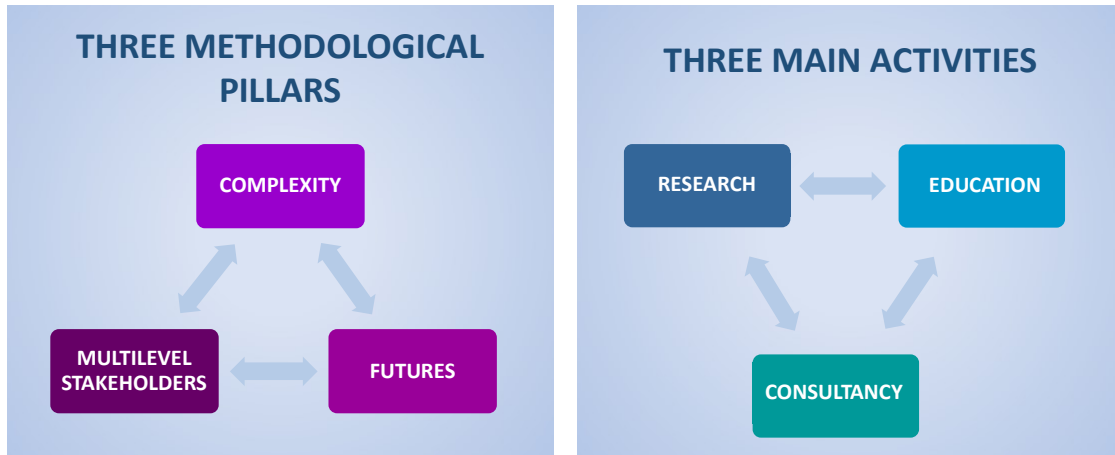 THREE METHODOLOGICAL
PILLARS
COMPLEXITY
MULTILEVEL
STAKEHOLDERS
FUTURES
THREE MAIN ACTIVITIES
RESEARCH
EDUCATION
CONSULTANCY